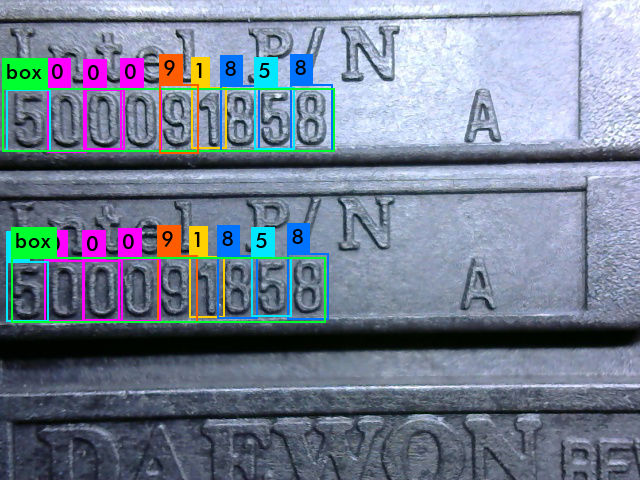 Intel P/N
box 0 0 0 9 1 8 5 8
500091858 A
Intel P/N
box 0 0 9 1 8 5 8
500091858 A
DAEWON